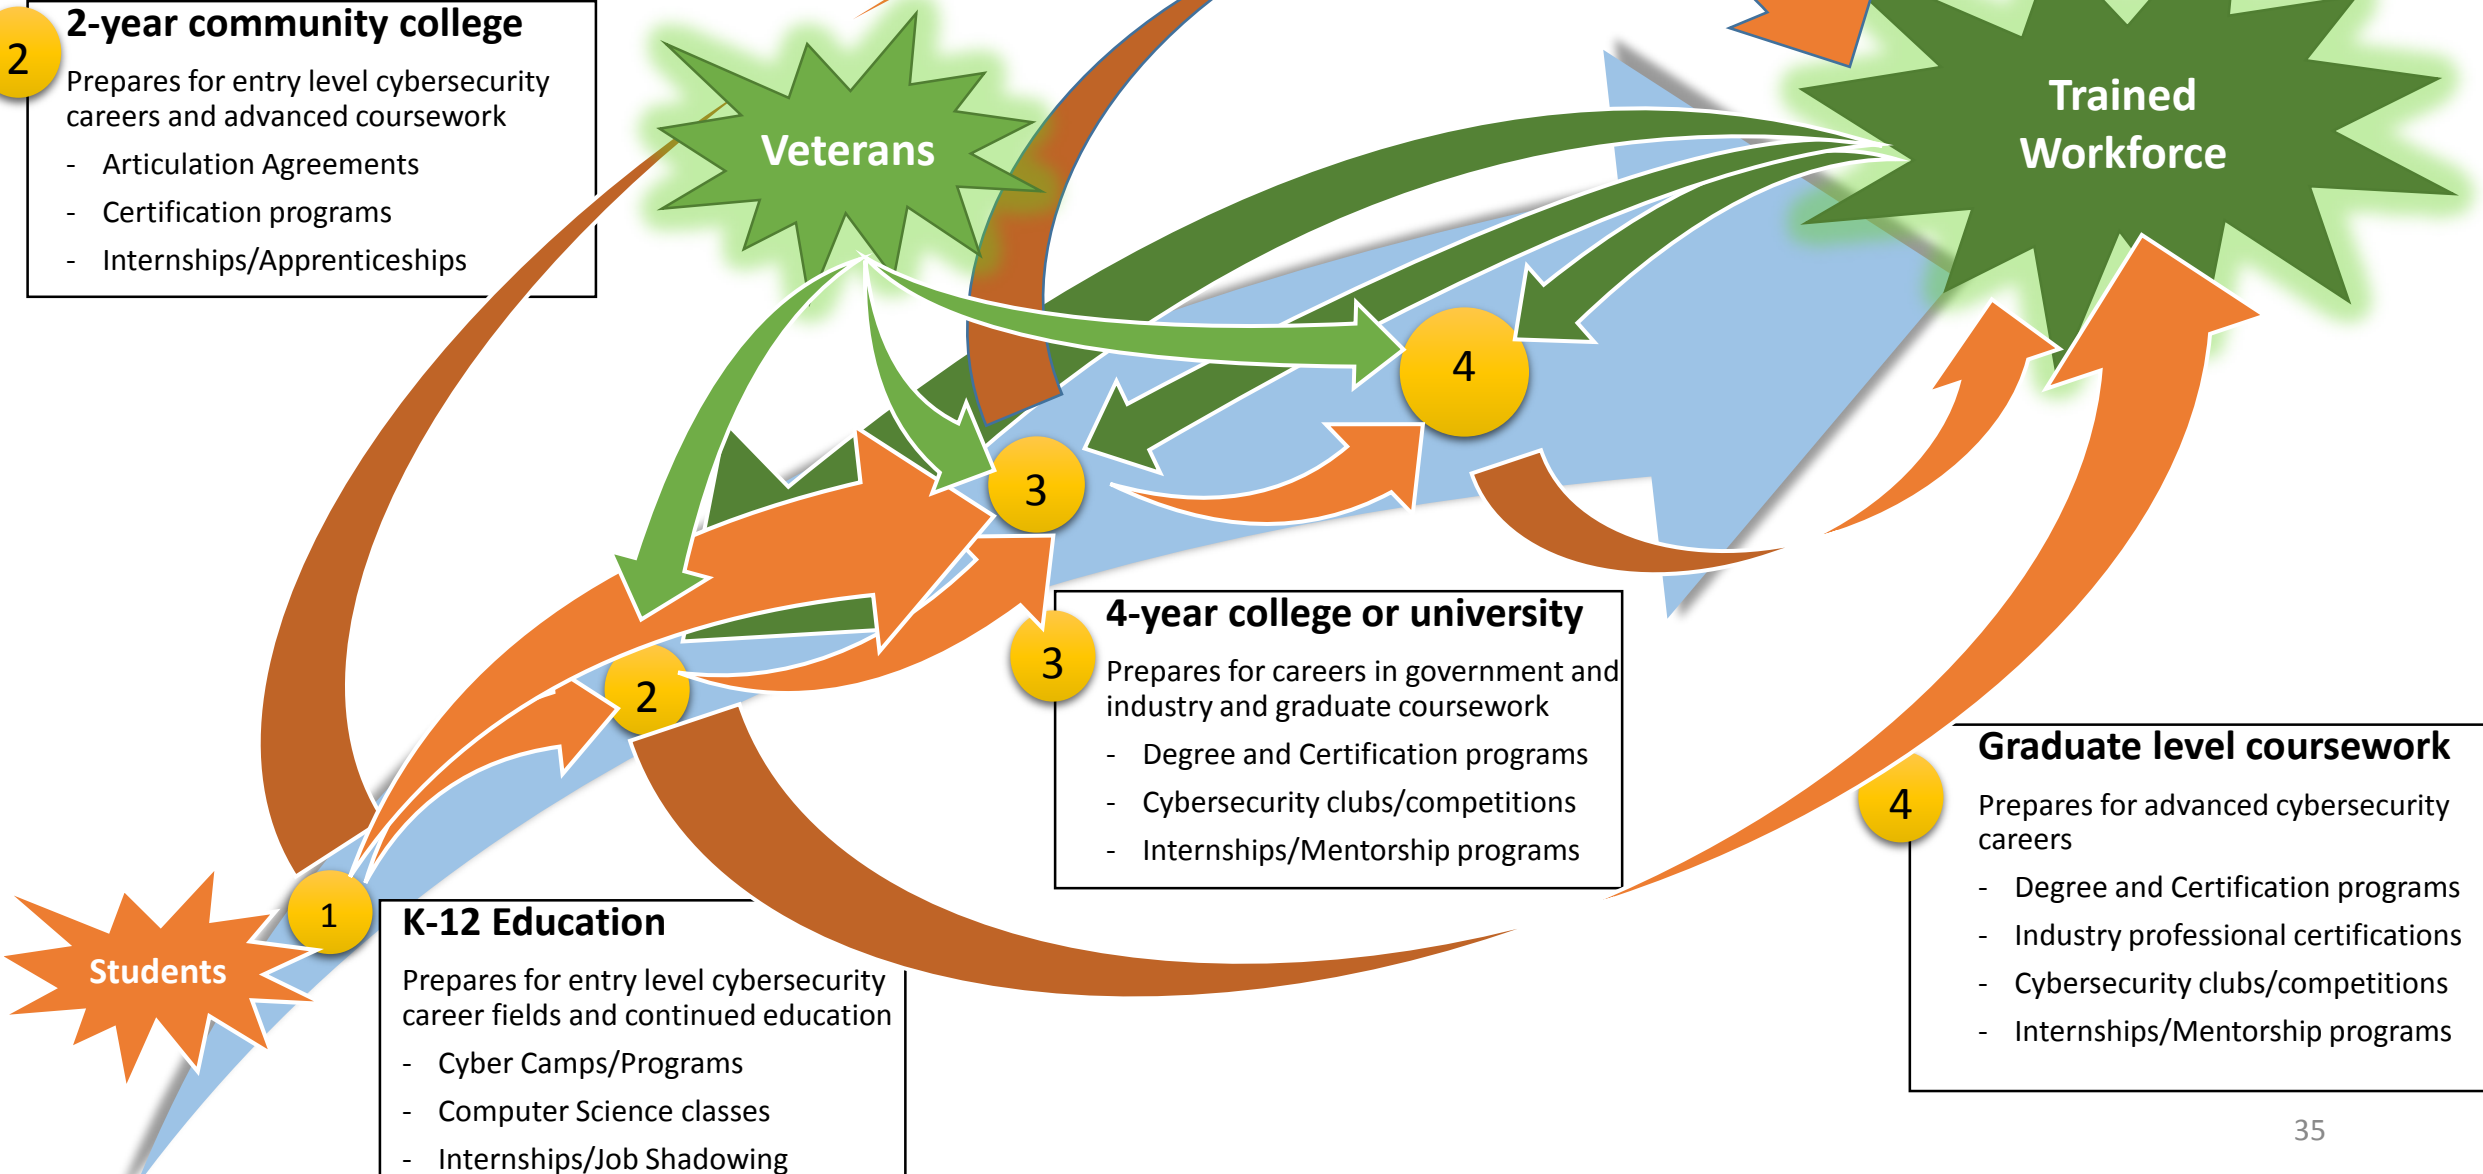 2
2-year community college
Prepares for entry level cybersecurity
careers and advanced coursework
- Articulation Agreements
- Certification programs
- Internships/Apprenticeships
Veterans
Trained
Workforce
4
3
2
1
Students
3
4-year college or university
Prepares for careers in government and
industry and graduate coursework
- Degree and Certification programs
- Cybersecurity clubs/competitions
- Internships/Mentorship programs
4
Graduate level coursework
Prepares for advanced cybersecurity
careers
- Degree and Certification programs
- Industry professional certifications
- Cybersecurity clubs/competitions
- Internships/Mentorship programs
K-12 Education
Prepares for entry level cybersecurity
career fields and continued education
- Cyber Camps/Programs
- Computer Science classes
- Internships/Job Shadowing
35